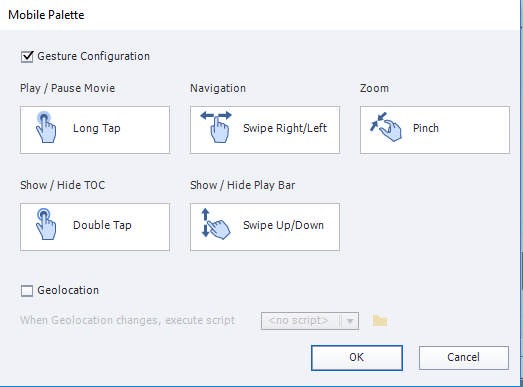 Mobile Palette
Gesture Configuration
Play / Pause Movie
Navigation
Zoom
Long Tap
Swipe Right/Left
Pinch
Show / Hide TOC
Show / Hide Play Bar
Double Tap
Swipe Up/Down
Geolocation
When Geolocation changes, execute script
<no script>
OK
Cancel